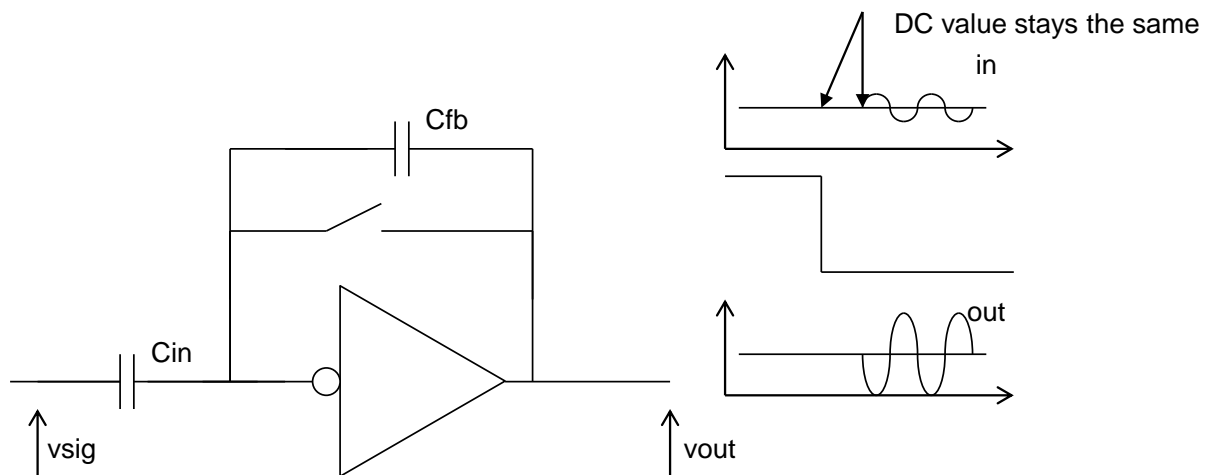 DC value stays the same
in
Cfb
out
Cin
vsig
vout